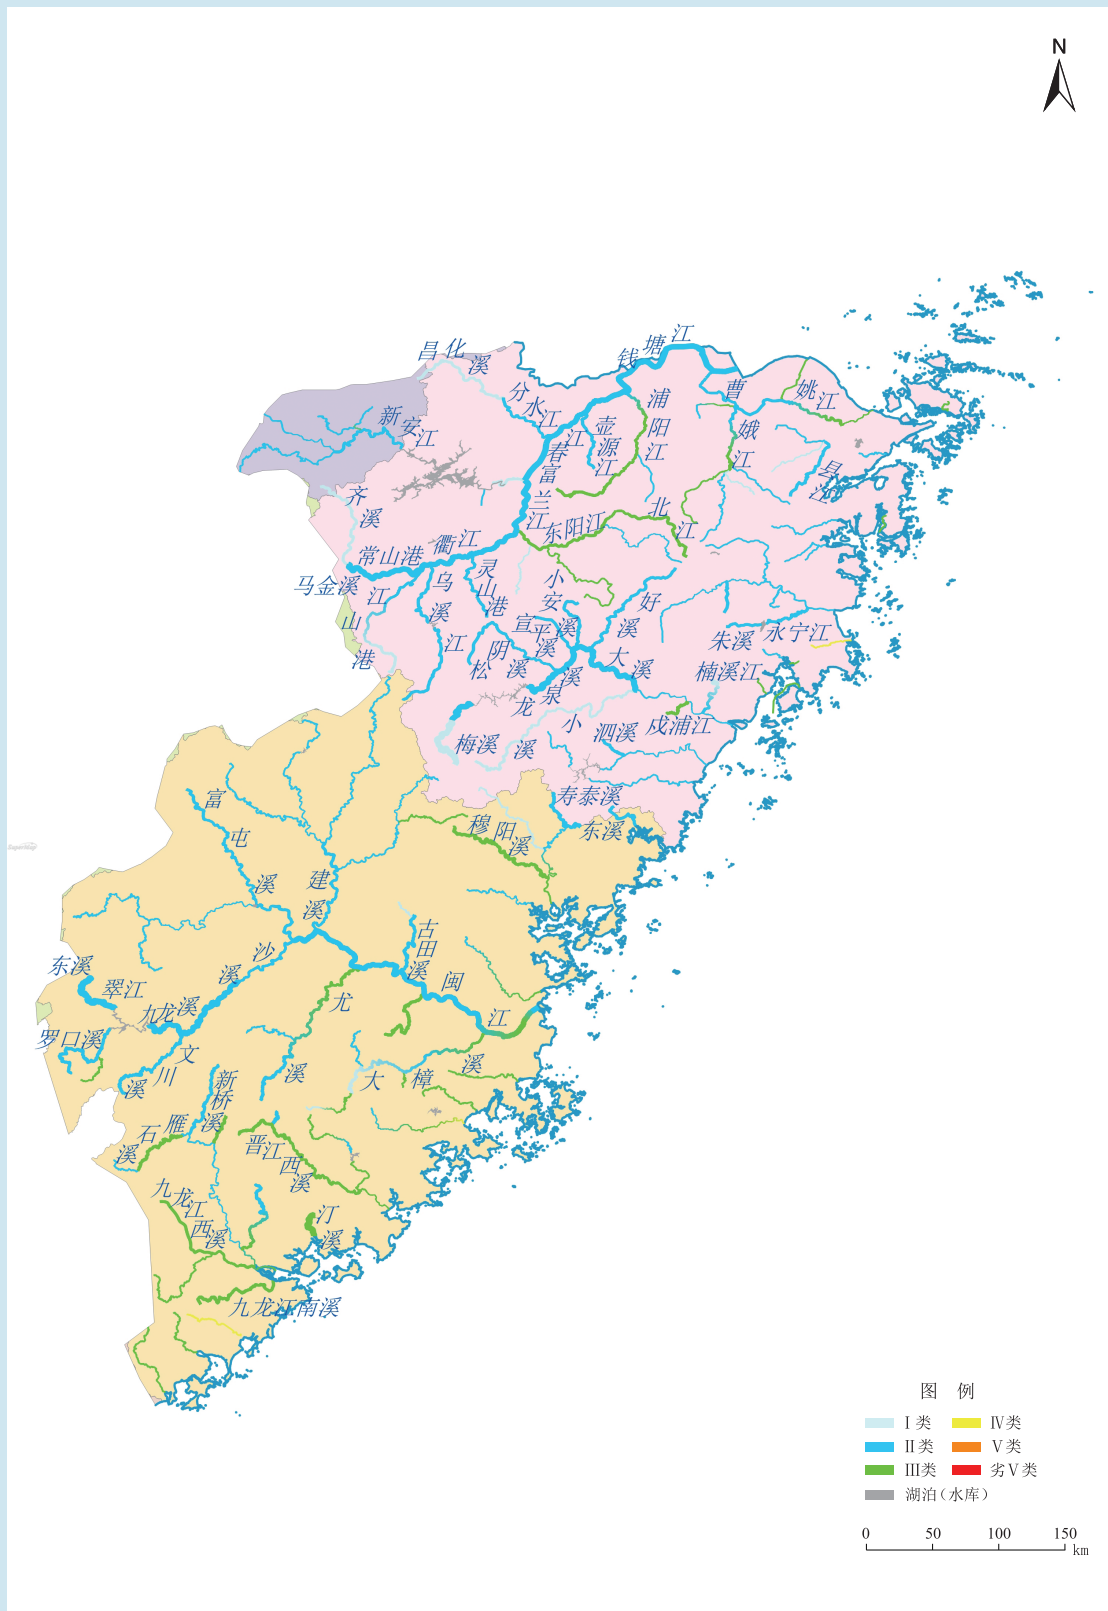 N
昌化溪
钱塘江
分水江
新安江
富春江
壶源江
浦阳江
曹娥江
姚江
县江
齐溪
兰江
东阳江
北江
常山港
衢江
马金溪
江山港
乌溪江
灵山港
小安溪
宣平溪
好溪
松阴溪
大溪
龙泉溪
朱溪
永宁江
楠溪江
梅溪
小溪
泗溪
戍浦江
寿泰溪
东溪
穆阳溪
富屯溪
建溪
古田溪
沙溪
闽江
东溪
翠江
九龙溪
罗口溪
文川溪
尤溪
大樟溪
新桥溪
石雁溪
晋江西溪
九龙江西溪
汀溪
九龙江南溪
SuperMap
图 例
Ⅰ类
Ⅳ类
Ⅱ类
Ⅴ类
Ⅲ类
劣Ⅴ类
湖泊（水库）
0 50 100 150
km